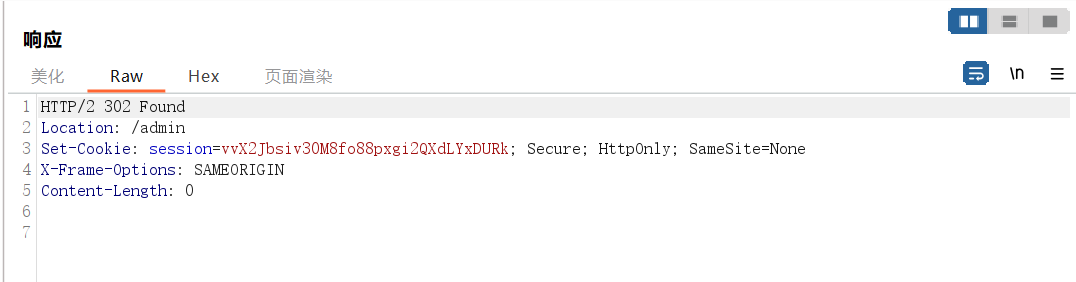 响应
美化 Raw Hex 页面渲染 \n
1 HTTP/2 302 Found
2 Location: /admin
3 Set-Cookie: session=vvX2Jbsiv3OM8fo88pxgi2QXdLYxDURk; Secure; HttpOnly; SameSite=None
4 X-Frame-Options: SAMEORIGIN
5 Content-Length: 0
6
7